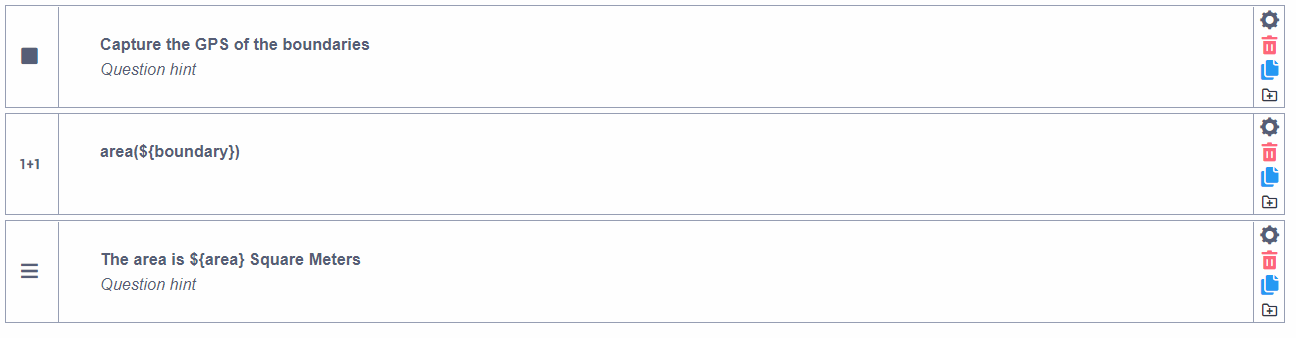 Capture the GPS of the boundaries
Question hint
1+1
area(${boundary})
The area is ${area} Square Meters
Question hint